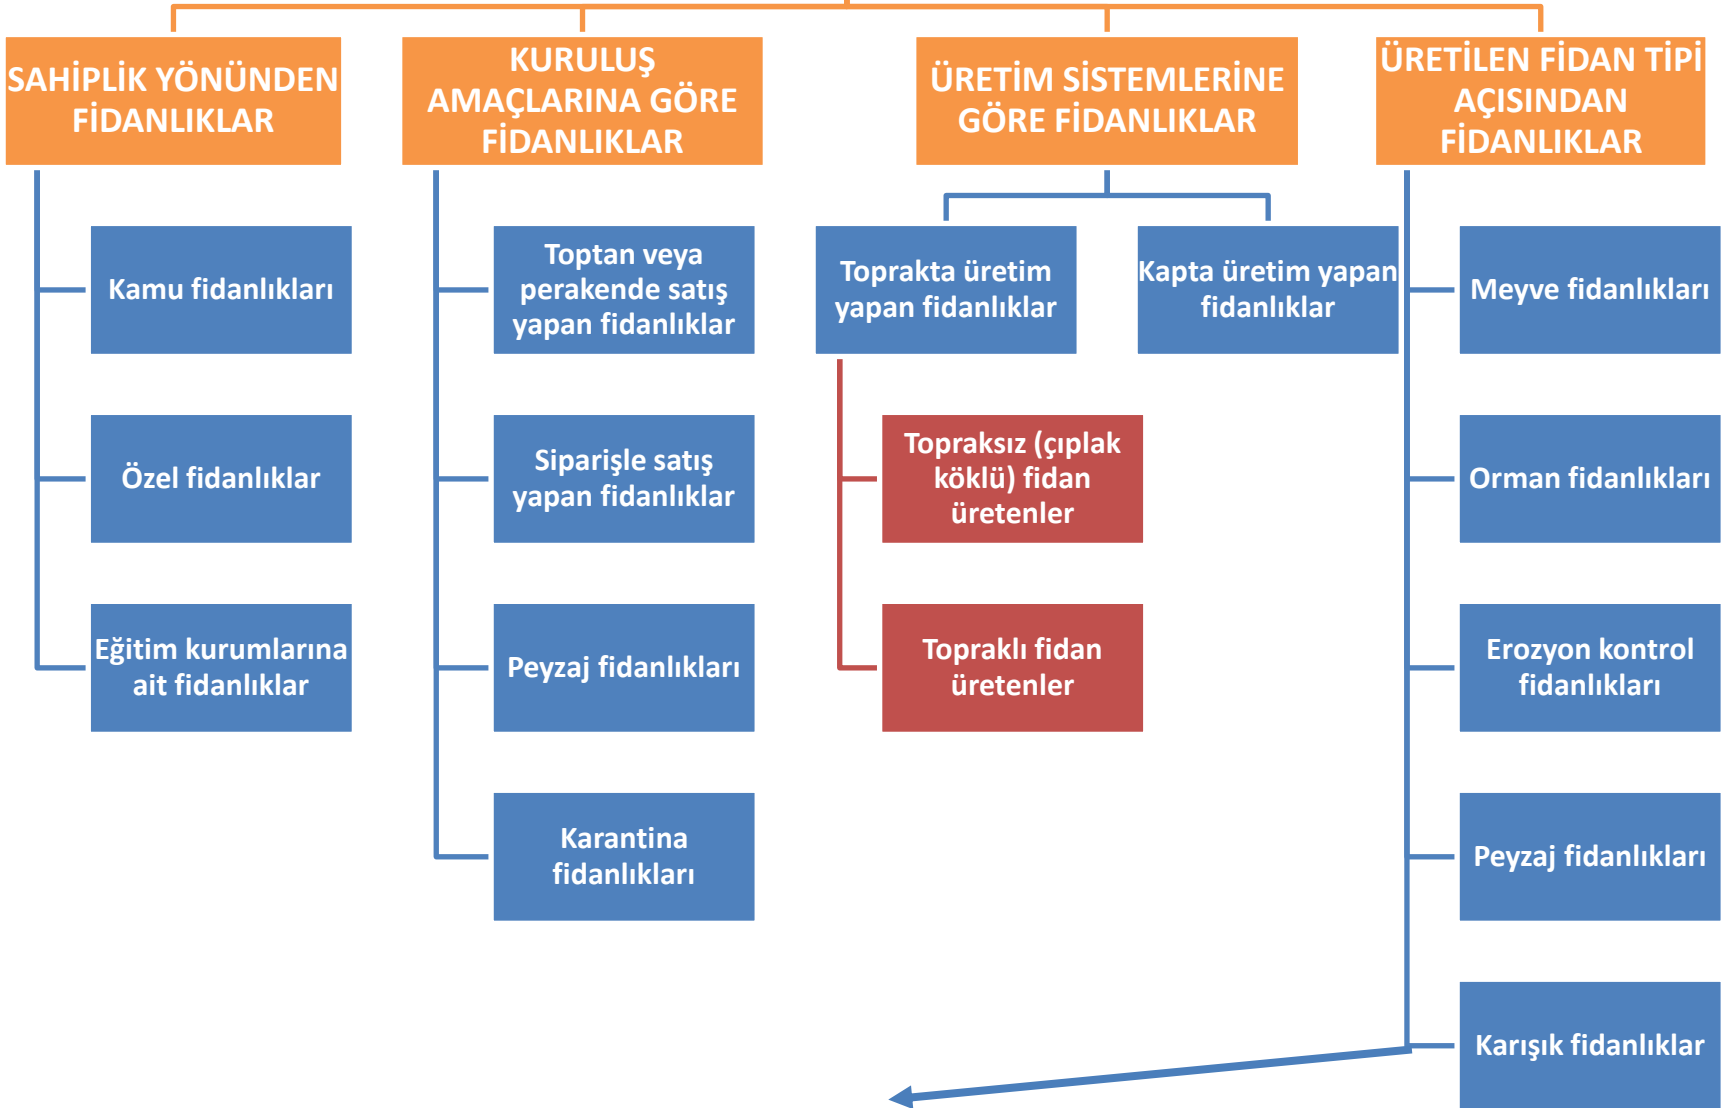 SAHİPLİK YÖNÜNDEN
FİDANLIKLAR
KURULUŞ
AMAÇLARINA GÖRE
FİDANLIKLAR
ÜRETİM SİSTEMLERİNE
GÖRE FİDANLIKLAR
ÜRETİLEN FİDAN TİPİ
AÇISINDAN
FİDANLIKLAR
Kamu fidanlıkları
Özel fidanlıklar
Eğitim kurumlarına
ait fidanlıklar
Toptan veya
perakende satış
yapan fidanlıklar
Siparişle satış
yapan fidanlıklar
Peyzaj fidanlıkları
Karantina
fidanlıkları
Toprakta üretim
yapan fidanlıklar
Topraksız (çıplak
köklü) fidan
üretenler
Topraklı fidan
üretenler
Kapta üretim yapan
fidanlıklar
Meyve fidanlıkları
Orman fidanlıkları
Erozyon kontrol
fidanlıkları
Peyzaj fidanlıkları
Karışık fidanlıklar